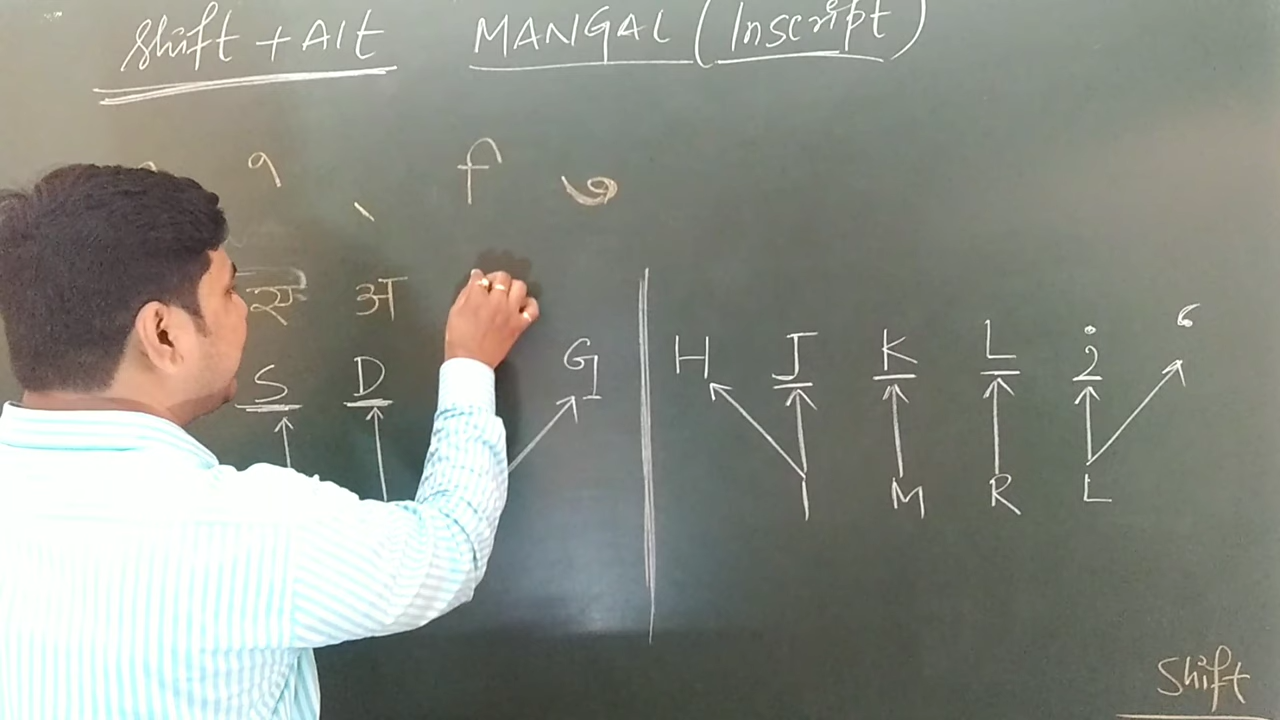 Shift + Alt MANGAL (Inscript)
े ् ि ु
ए अ
S D G H J K L ; '
I M R L
Shift